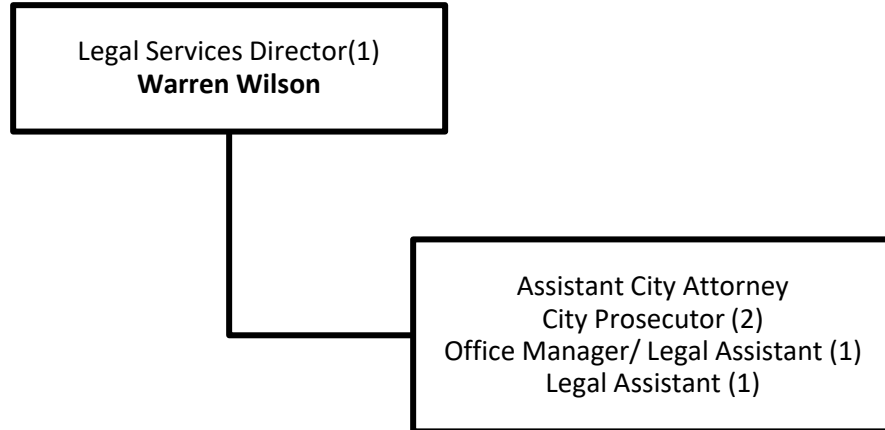 Legal Services Director(1)
Warren Wilson
Assistant City Attorney
City Prosecutor (2)
Office Manager/ Legal Assistant (1)
Legal Assistant (1)